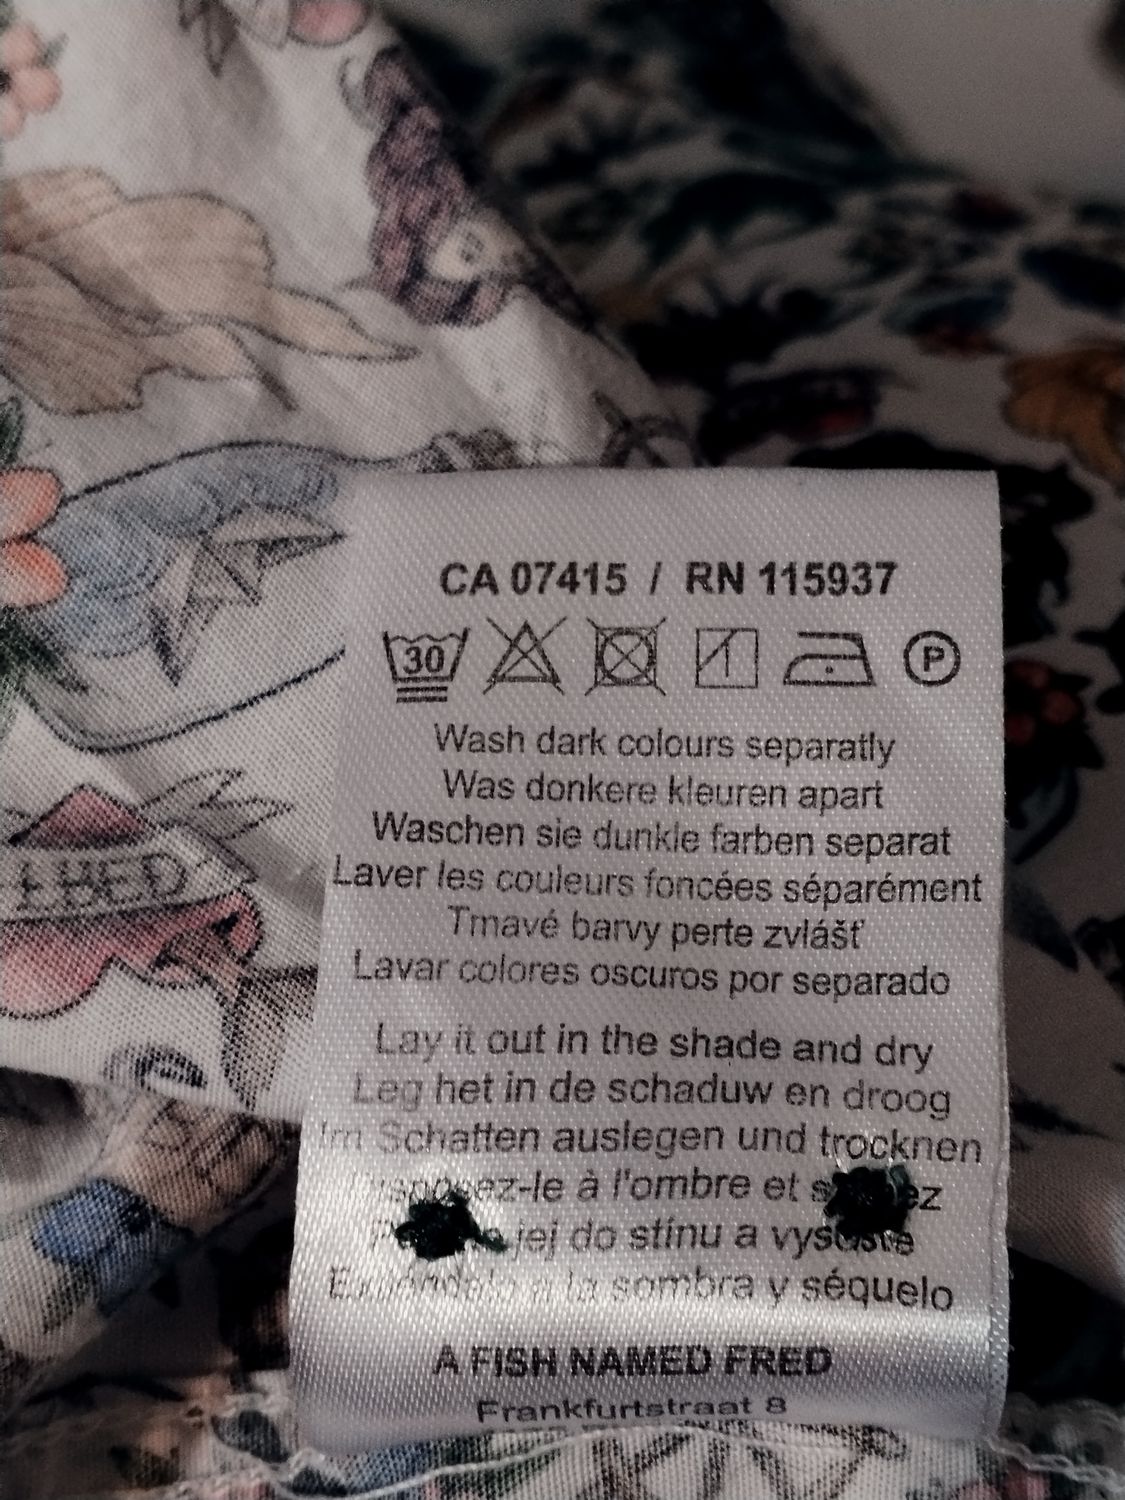 FRED
CA 07415 / RN 115937
30
P
Wash dark colours separatly
Was donkere kleuren apart
Waschen sie dunkle farben separat
Laver les couleurs foncées séparément
Tmavé barvy perte zvlášť
Lavar colores oscuros por separado
Lay it out in the shade and dry
Leg het in de schaduw en droog
Im Schatten auslegen und trocknen
à l'ombre et
jej do stínu a
a la sombra y séquelo
A FISH NAMED FRED
Frankfurtstraat 8